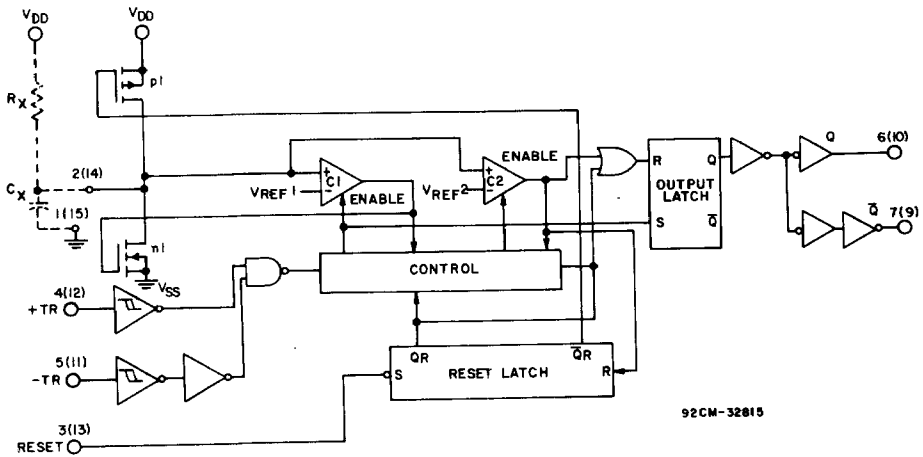 VDD
VDD
RX
p1
CX
2(14)
1(15)
n1
VSS
+
C1
−
VREF 1
ENABLE
+
C2
−
VREF2
ENABLE
R
Q
OUTPUT
LATCH
S
Q̅
Q
6(10)
Q̅
7(9)
CONTROL
4(12)
+TR
5(11)
−TR
QR
Q̅R
S
RESET LATCH
R
3(13)
RESET
92CM-32815